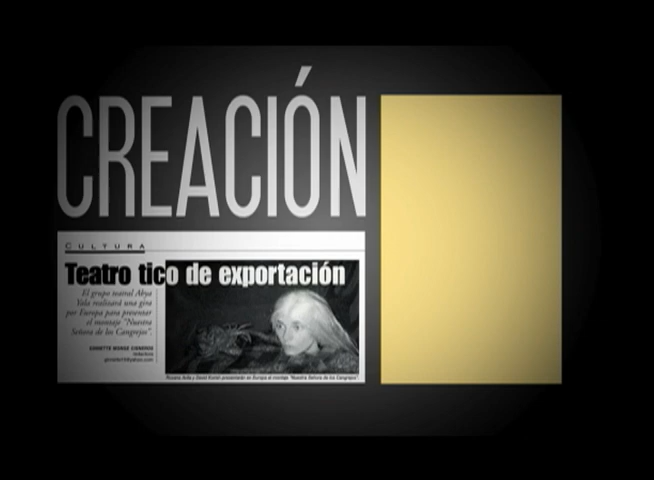 CREACIÓN
CULTURA
Teatro tico de exportación
El grupo teatral Abya
Yala realizará una gira
por Europa para presentar
el montaje "Nuestra
Señora de los Cangrejos".